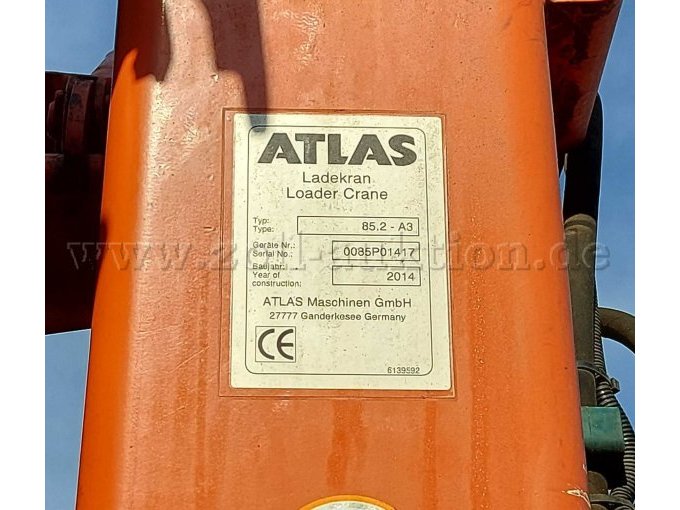 ATLAS
Ladekran
Loader Crane
Typ:
Type: 85.2 - A3
Geräte Nr.:
Serial No.: 0085P01417
Baujahr:
Year of
construction: 2014
ATLAS Maschinen GmbH
27777 Ganderkesee Germany
CE
6139592
www.zoll-auktion.de